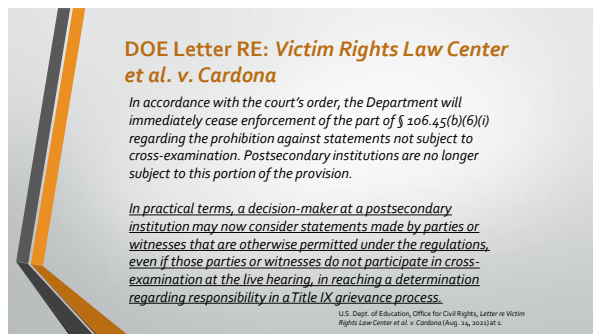 DOE Letter RE: Victim Rights Law Center
et al. v. Cardona
In accordance with the court's order, the Department will
immediately cease enforcement of the part of § 106.45(b)(6)(i)
regarding the prohibition against statements not subject to
cross-examination. Postsecondary institutions are no longer
subject to this portion of the provision.
In practical terms, a decision-maker at a postsecondary
institution may now consider statements made by parties or
witnesses that are otherwise permitted under the regulations,
even if those parties or witnesses do not participate in cross-
examination at the live hearing, in reaching a determination
regarding responsibility in a Title IX grievance process.
U.S. Dept. of Education, Office for Civil Rights, Letter re Victim
Rights Law Center et al. v. Cardona (Aug. 24, 2021) at 1.